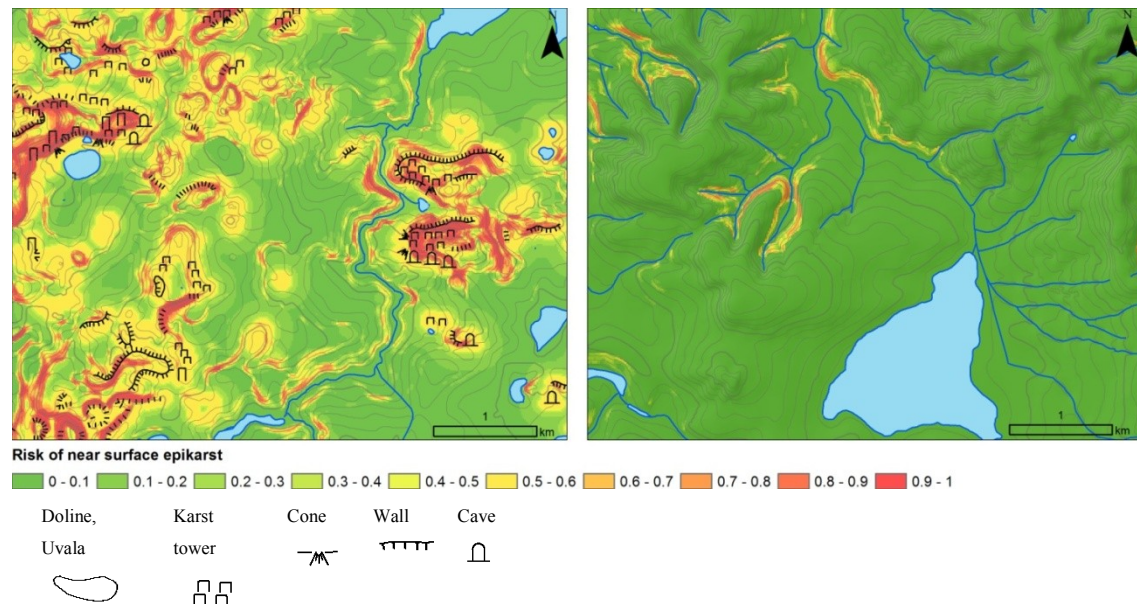 N
N
1
km
1
km
Risk of near surface epikarst
0 - 0.1 0.1 - 0.2 0.2 - 0.3 0.3 - 0.4 0.4 - 0.5 0.5 - 0.6 0.6 - 0.7 0.7 - 0.8 0.8 - 0.9 0.9 - 1
Doline, Karst Cone Wall Cave
Uvala tower